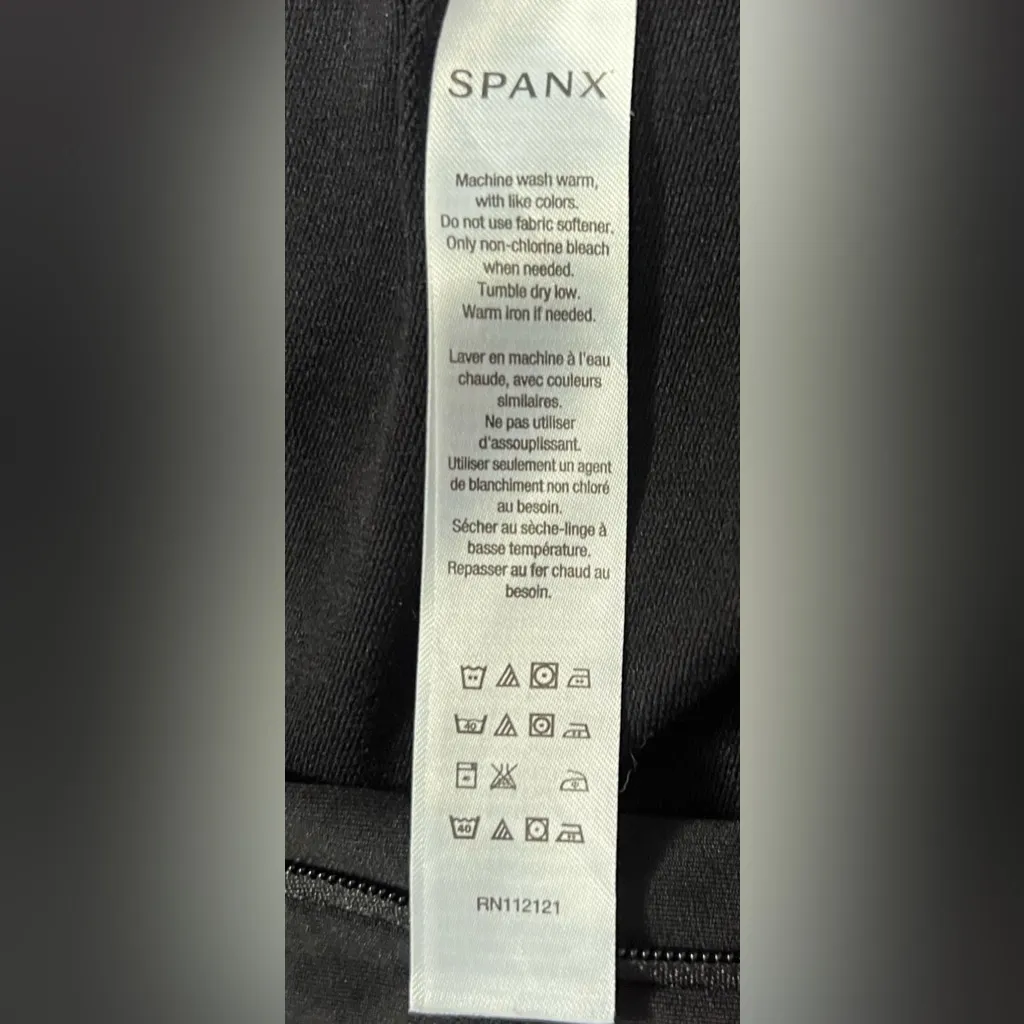 SPANX
Machine wash warm,
with like colors.
Do not use fabric softener.
Only non-chlorine bleach
when needed.
Tumble dry low.
Warm iron if needed.
Laver en machine à l'eau
chaude, avec couleurs
similaires.
Ne pas utiliser
d'assouplissant.
Utiliser seulement un agent
de blanchiment non chloré
au besoin.
Sécher au sèche-linge à
basse température.
Repasser au fer chaud au
besoin.
40
40
RN112121